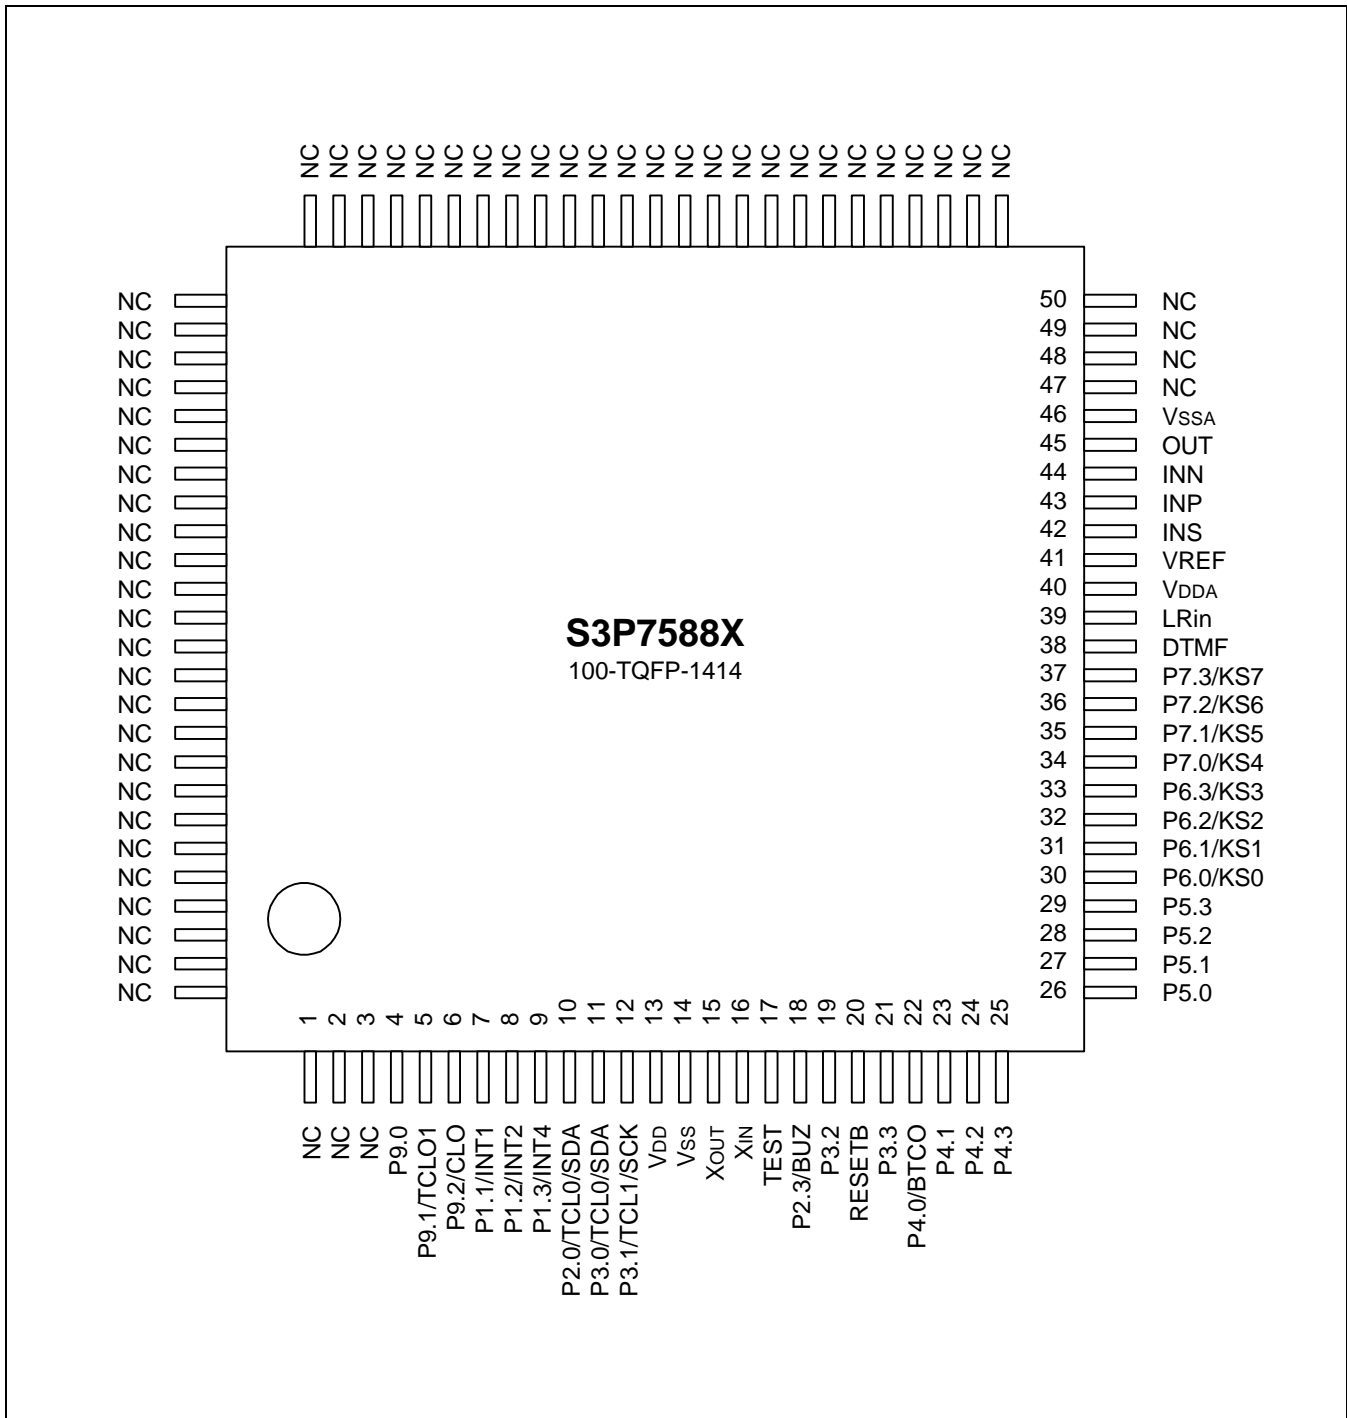 NC NC NC NC NC NC NC NC NC NC NC NC NC NC NC NC NC NC NC NC NC NC NC NC NC
NC 50 NC
NC 49 NC
NC 48 NC
NC 47 NC
NC 46 VSSA
NC 45 OUT
NC 44 INN
NC 43 INP
NC 42 INS
NC 41 VREF
NC 40 VDDA
NC 39 LRin
NC 38 DTMF
NC 37 P7.3/KS7
NC 36 P7.2/KS6
NC 35 P7.1/KS5
NC 34 P7.0/KS4
NC 33 P6.3/KS3
NC 32 P6.2/KS2
NC 31 P6.1/KS1
NC 30 P6.0/KS0
NC 29 P5.3
NC 28 P5.2
NC 27 P5.1
NC 26 P5.0
S3P7588X
100-TQFP-1414
1 2 3 4 5 6 7 8 9 10 11 12 13 14 15 16 17 18 19 20 21 22 23 24 25
NC
NC
NC
P9.0
P9.1/TCLO1
P9.2/CLO
P1.1/INT1
P1.2/INT2
P1.3/INT4
P2.0/TCL0/SDA
P3.0/TCL0/SDA
P3.1/TCL1/SCK
VDD
VSS
XOUT
XIN
TEST
P2.3/BUZ
P3.2
RESETB
P3.3
P4.0/BTCO
P4.1
P4.2
P4.3